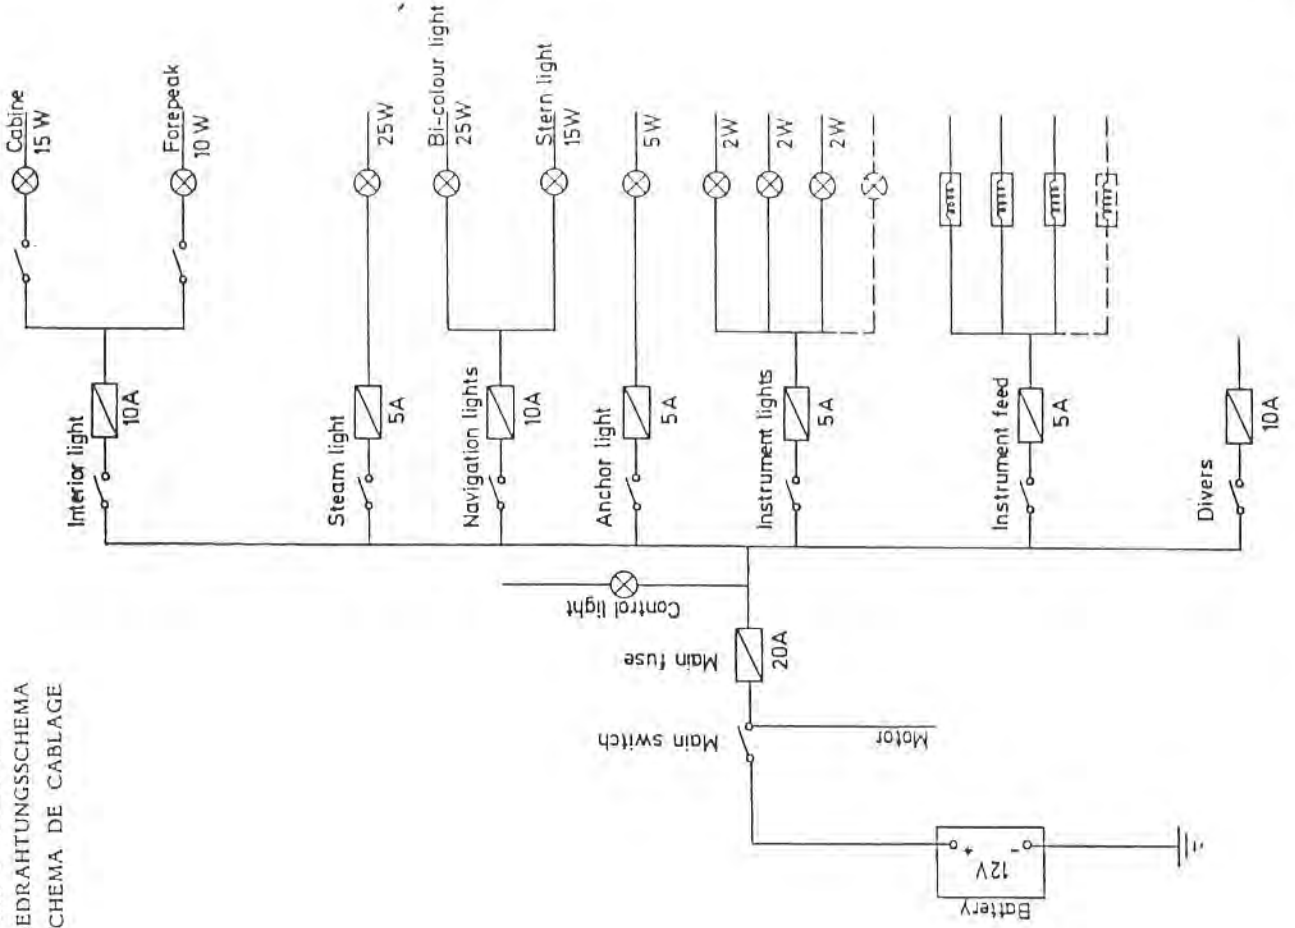 EDRAHTUNGSSCHEMA
CHEMA DE CABLAGE
Cabine
15 W
Forepeak
10 W
25W
Bi-colour light
25W
Stern light
15W
5W
2W
2W
2W
Interior light
10A
Steam light
5A
Navigation lights
10A
Anchor light
5A
Instrument lights
5A
Instrument feed
5A
Divers
10A
Control light
Main fuse
20A
Main switch
Motor
+
-
12V
Battery